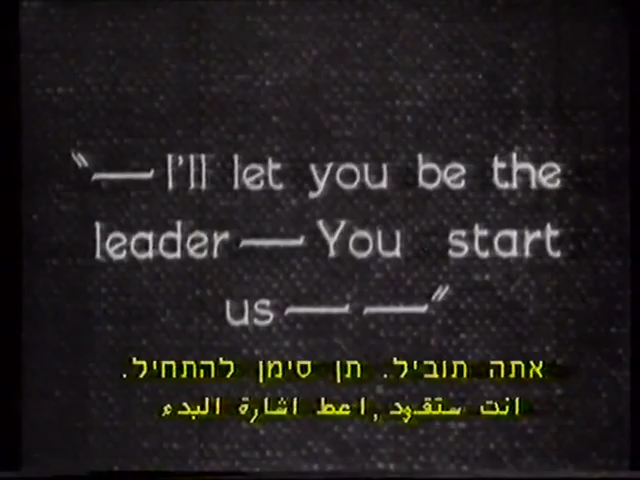 "—I'll let you be the
leader—You start
us— —"
אתה תוביל. תן סימן להתחיל.
انت ستقود ,اعط اشارة البدء